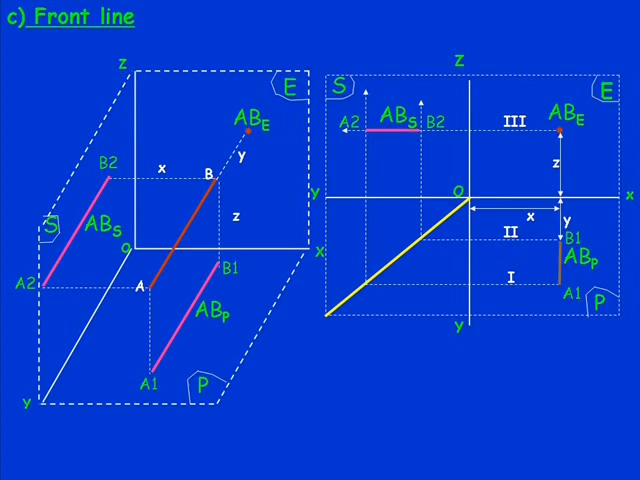 c) Front line
Z
E
AB_E
B2
x
B
y
S
AB_S
z
O
X
B1
A2
A
AB_P
A1
P
Y
Z
S
E
A2
AB_S
B2
III
AB_E
z
Y
O
x
x
y
II
B1
AB_P
I
A1
P
Y